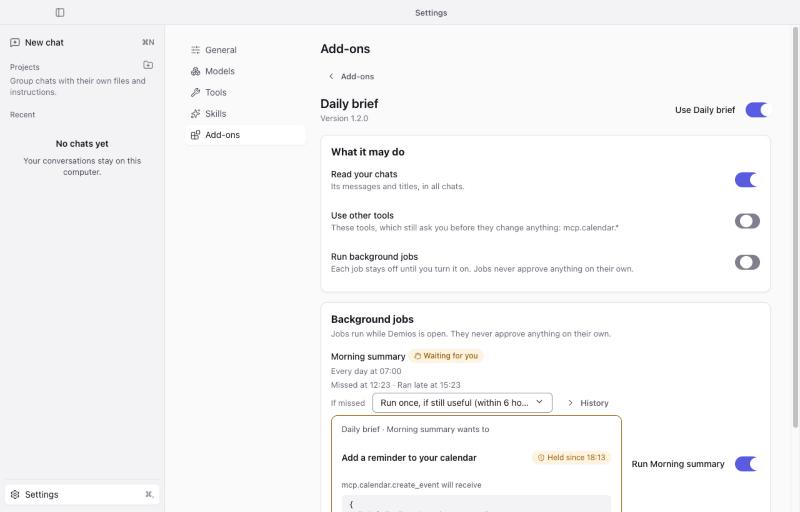 Settings
New chat
⌘N
Projects
Group chats with their own files and
instructions.
Recent
No chats yet
Your conversations stay on this
computer.
Settings
⌘,
General
Models
Tools
Skills
Add-ons
Add-ons
Add-ons
Daily brief
Version 1.2.0
Use Daily brief
What it may do
Read your chats
Its messages and titles, in all chats.
Use other tools
These tools, which still ask you before they change anything: mcp.calendar.*
Run background jobs
Each job stays off until you turn it on. Jobs never approve anything on their own.
Background jobs
Jobs run while Demios is open. They never approve anything on their own.
Morning summary
Waiting for you
Every day at 07:00
Missed at 12:23 · Ran late at 15:23
If missed
Run once, if still useful (within 6 ho...
History
Daily brief · Morning summary wants to
Add a reminder to your calendar
Held since 18:13
Run Morning summary
mcp.calendar.create_event will receive
{